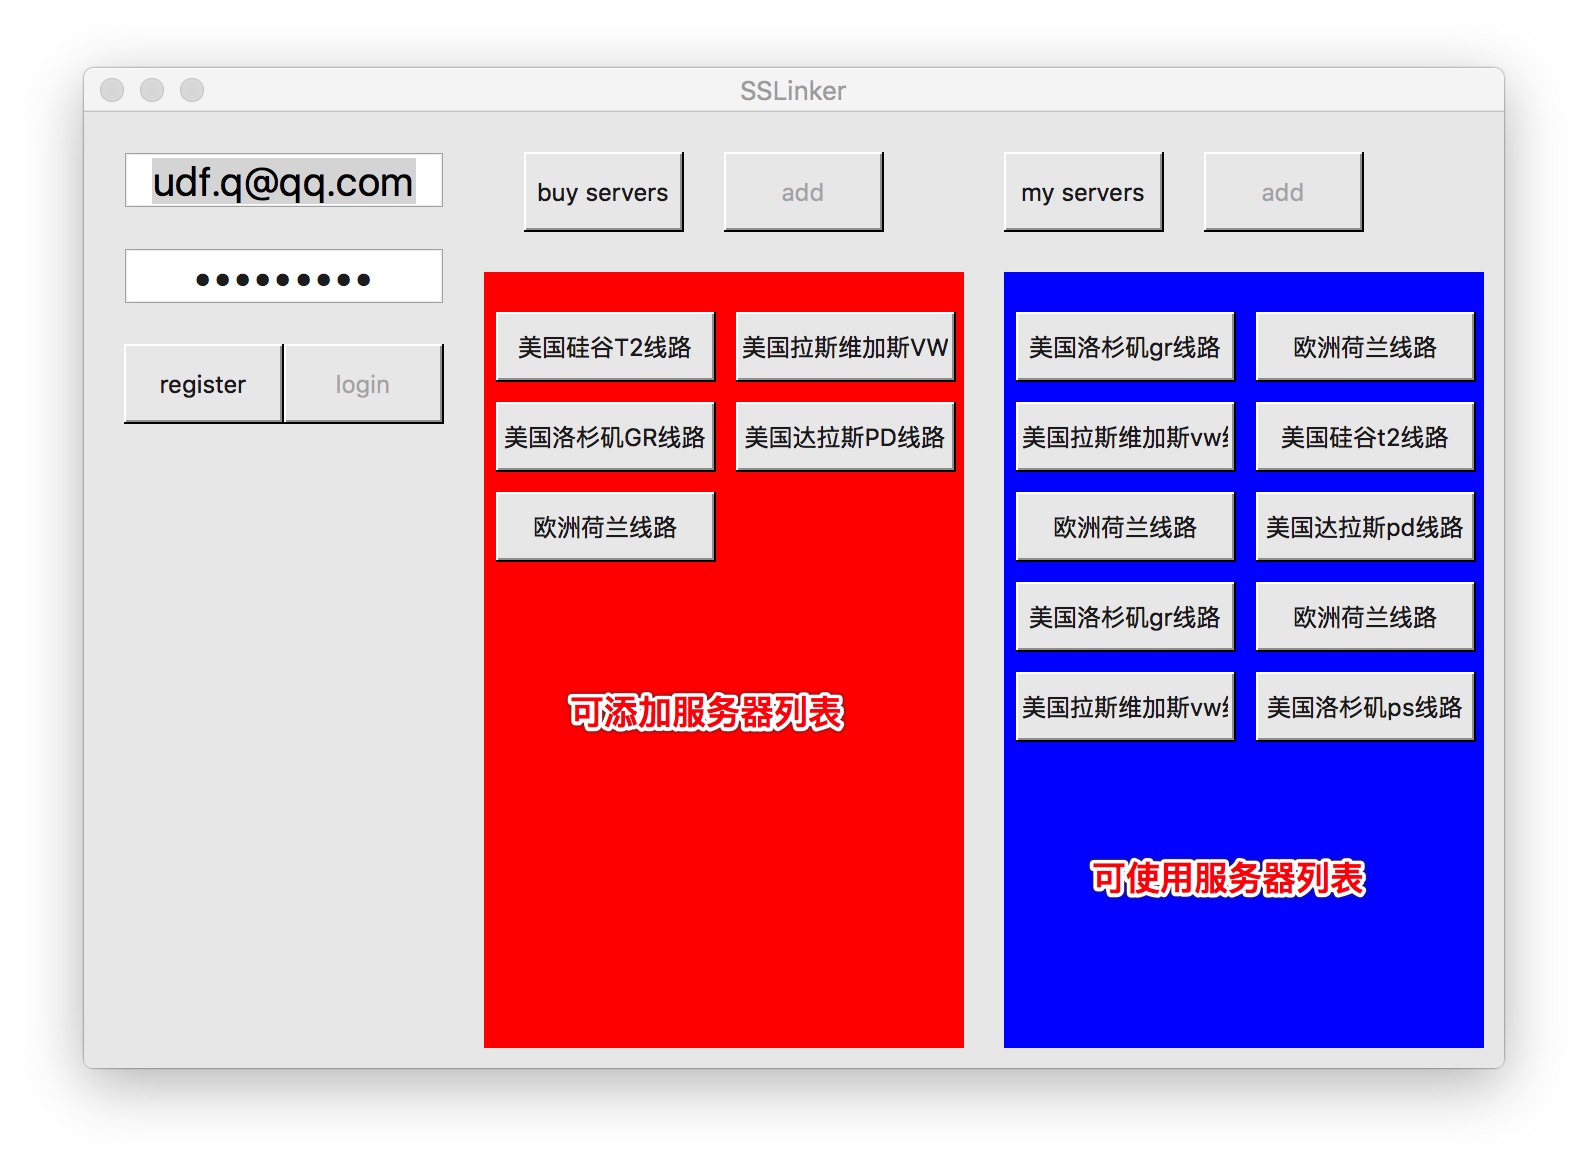 SSLinker
udf.q@qq.com
•••••••••
register
login
buy servers
add
美国硅谷T2线路
美国拉斯维加斯VW
美国洛杉矶GR线路
美国达拉斯PD线路
欧洲荷兰线路
可添加服务器列表
my servers
add
美国洛杉矶gr线路
欧洲荷兰线路
美国拉斯维加斯vw
美国硅谷t2线路
欧洲荷兰线路
美国达拉斯pd线路
美国洛杉矶gr线路
欧洲荷兰线路
美国拉斯维加斯vw
美国洛杉矶ps线路
可使用服务器列表